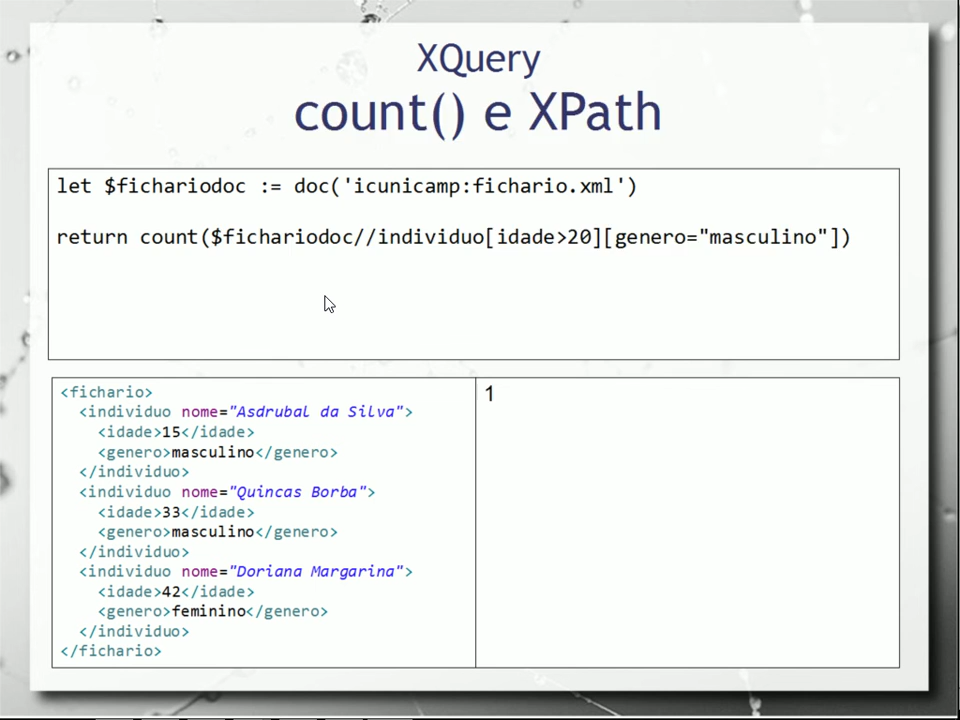 XQuery
count() e XPath
let $fichariodoc := doc('icunicamp:fichario.xml')
return count($fichariodoc//individuo[idade>20][genero="masculino"])
<fichario>
<individuo nome="Asdrubal da Silva">
<idade>15</idade>
<genero>masculino</genero>
</individuo>
<individuo nome="Quincas Borba">
<idade>33</idade>
<genero>masculino</genero>
</individuo>
<individuo nome="Doriana Margarina">
<idade>42</idade>
<genero>feminino</genero>
</individuo>
</fichario>
1